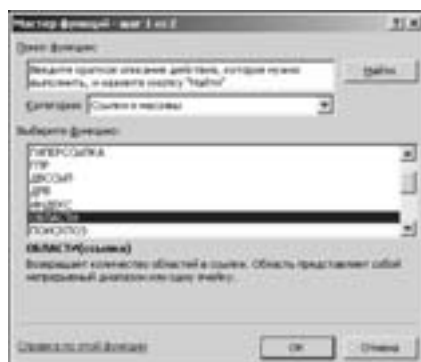 Мастер функций - шаг 1 из 2
Поиск функции:
Введите краткое описание действия, которое нужно
выполнить, и нажмите кнопку "Найти"
Найти
Категория: Ссылки и массивы
Выберите функцию:
ГИПЕРССЫЛКА
ГПР
ДВССЫЛ
ДРВ
ИНДЕКС
ОБЛАСТИ
ПОИСКПОЗ
ОБЛАСТИ(ссылка)
Возвращает количество областей в ссылке. Область представляет собой
непрерывный диапазон или одну ячейку.
Справка по этой функции
ОК
Отмена